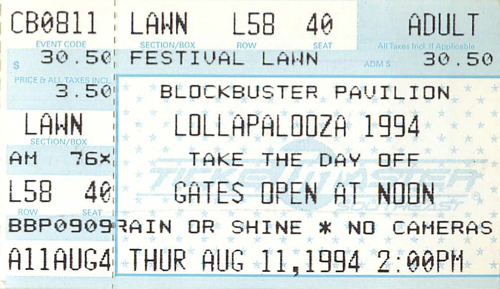 CB0811 LAWN L58 40 ADULT
EVENT CODE SECTION/BOX ROW SEAT All Taxes Incl. If Applicable
$ 30.50 FESTIVAL LAWN ADM $ 30.50
PRICE & ALL TAXES INCL.
3.50 BLOCKBUSTER PAVILION
LAWN LOLLAPALOOZA 1994
SECTION/BOX
AM 76× TAKE THE DAY OFF
TICKETMASTER
SOUTHEAST
L58 40 GATES OPEN AT NOON
ROW SEAT
BBP0909 RAIN OR SHINE * NO CAMERAS
A11AUG4 THUR AUG 11,1994 2:00PM